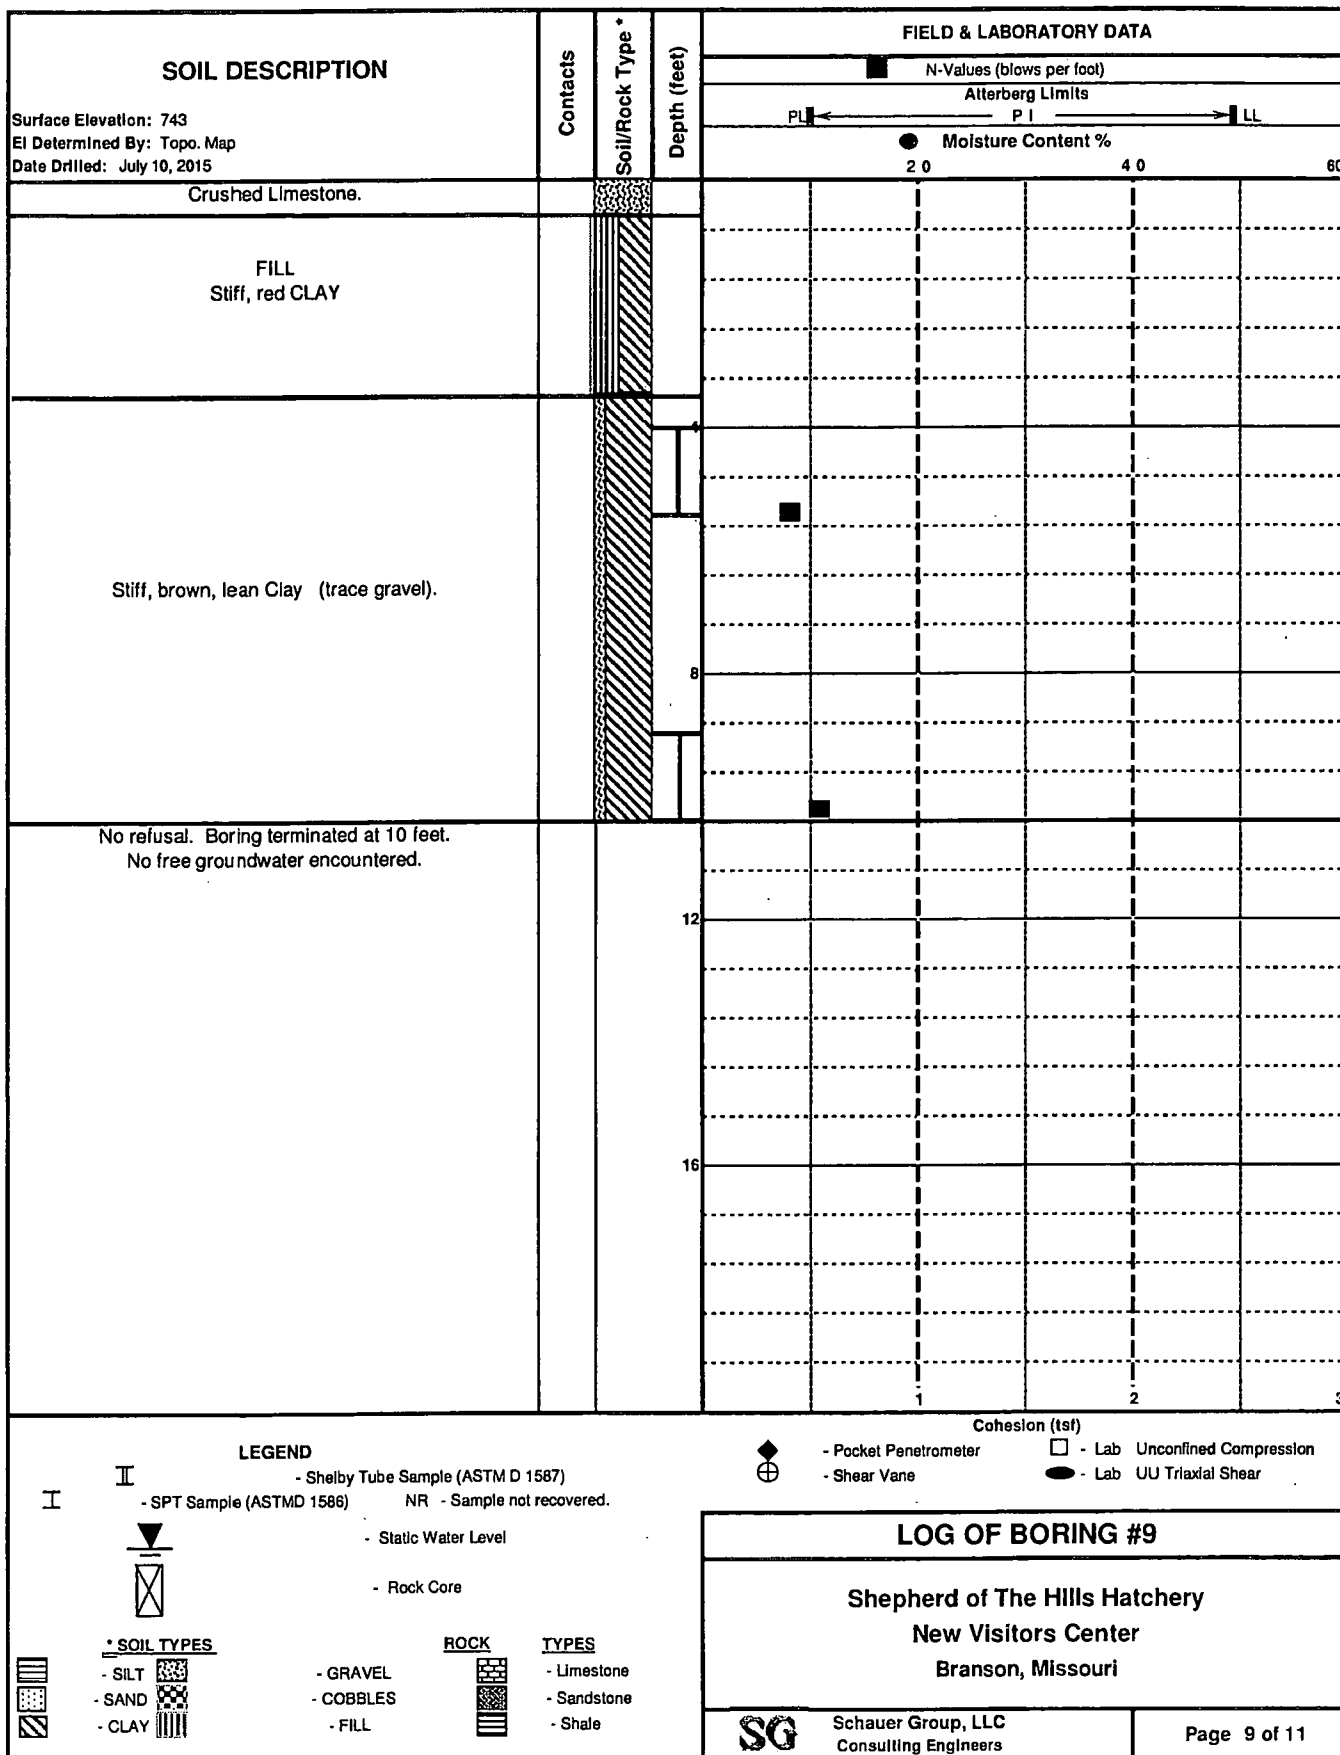 SOIL DESCRIPTION
Surface Elevation: 743
El Determined By: Topo. Map
Date Drilled: July 10, 2015
Contacts
Soil/Rock Type *
Depth (feet)
FIELD & LABORATORY DATA
N-Values (blows per foot)
Atterberg Limits
PL P I LL
Moisture Content %
20 40 60
Crushed Limestone.
FILL
Stiff, red CLAY
4
Stiff, brown, lean Clay (trace gravel).
8
No refusal. Boring terminated at 10 feet.
No free groundwater encountered.
12
16
1 2 3
Cohesion (tsf)
- Pocket Penetrometer
- Lab Unconfined Compression
- Shear Vane
- Lab UU Triaxial Shear
LEGEND
- Shelby Tube Sample (ASTM D 1587)
- SPT Sample (ASTMD 1586) NR - Sample not recovered.
- Static Water Level
- Rock Core
* SOIL TYPES ROCK TYPES
- SILT - GRAVEL - Limestone
- SAND - COBBLES - Sandstone
- CLAY - FILL - Shale
LOG OF BORING #9
Shepherd of The Hills Hatchery
New Visitors Center
Branson, Missouri
SG
Schauer Group, LLC
Consulting Engineers
Page 9 of 11